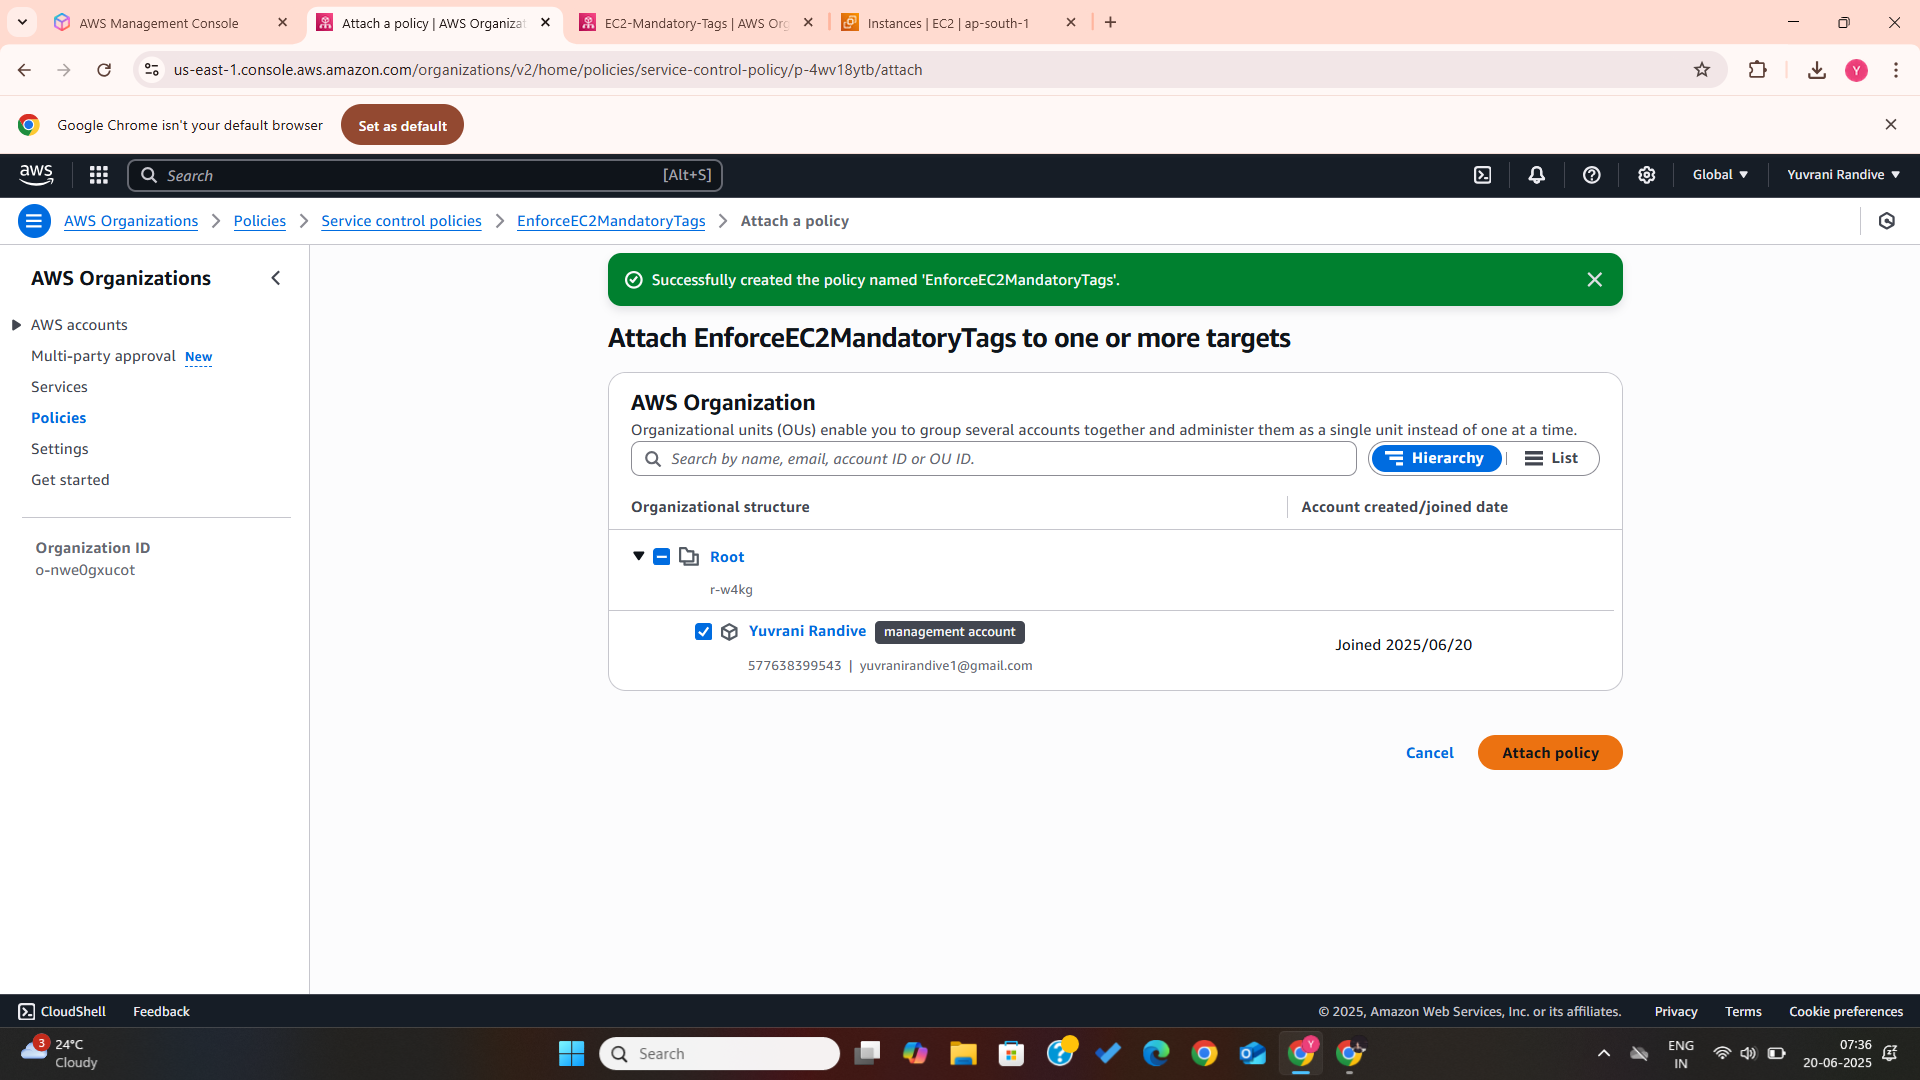 AWS Management Console
Attach a policy | AWS Organizat
EC2-Mandatory-Tags | AWS Org
Instances | EC2 | ap-south-1
us-east-1.console.aws.amazon.com/organizations/v2/home/policies/service-control-policy/p-4wv18ytb/attach
Y
Google Chrome isn't your default browser
Set as default
aws
Search
[Alt+S]
Global
Yuvrani Randive
AWS Organizations
Policies
Service control policies
EnforceEC2MandatoryTags
Attach a policy
AWS Organizations
AWS accounts
Multi-party approval New
Services
Policies
Settings
Get started
Organization ID
o-nwe0gxucot
Successfully created the policy named 'EnforceEC2MandatoryTags'.
Attach EnforceEC2MandatoryTags to one or more targets
AWS Organization
Organizational units (OUs) enable you to group several accounts together and administer them as a single unit instead of one at a time.
Search by name, email, account ID or OU ID.
Hierarchy
List
Organizational structure
Account created/joined date
Root
r-w4kg
Yuvrani Randive management account
577638399543 | yuvranirandive1@gmail.com
Joined 2025/06/20
Cancel
Attach policy
CloudShell
Feedback
© 2025, Amazon Web Services, Inc. or its affiliates.
Privacy
Terms
Cookie preferences
3
24°C
Cloudy
Search
Y
ENG
IN
07:36
20-06-2025